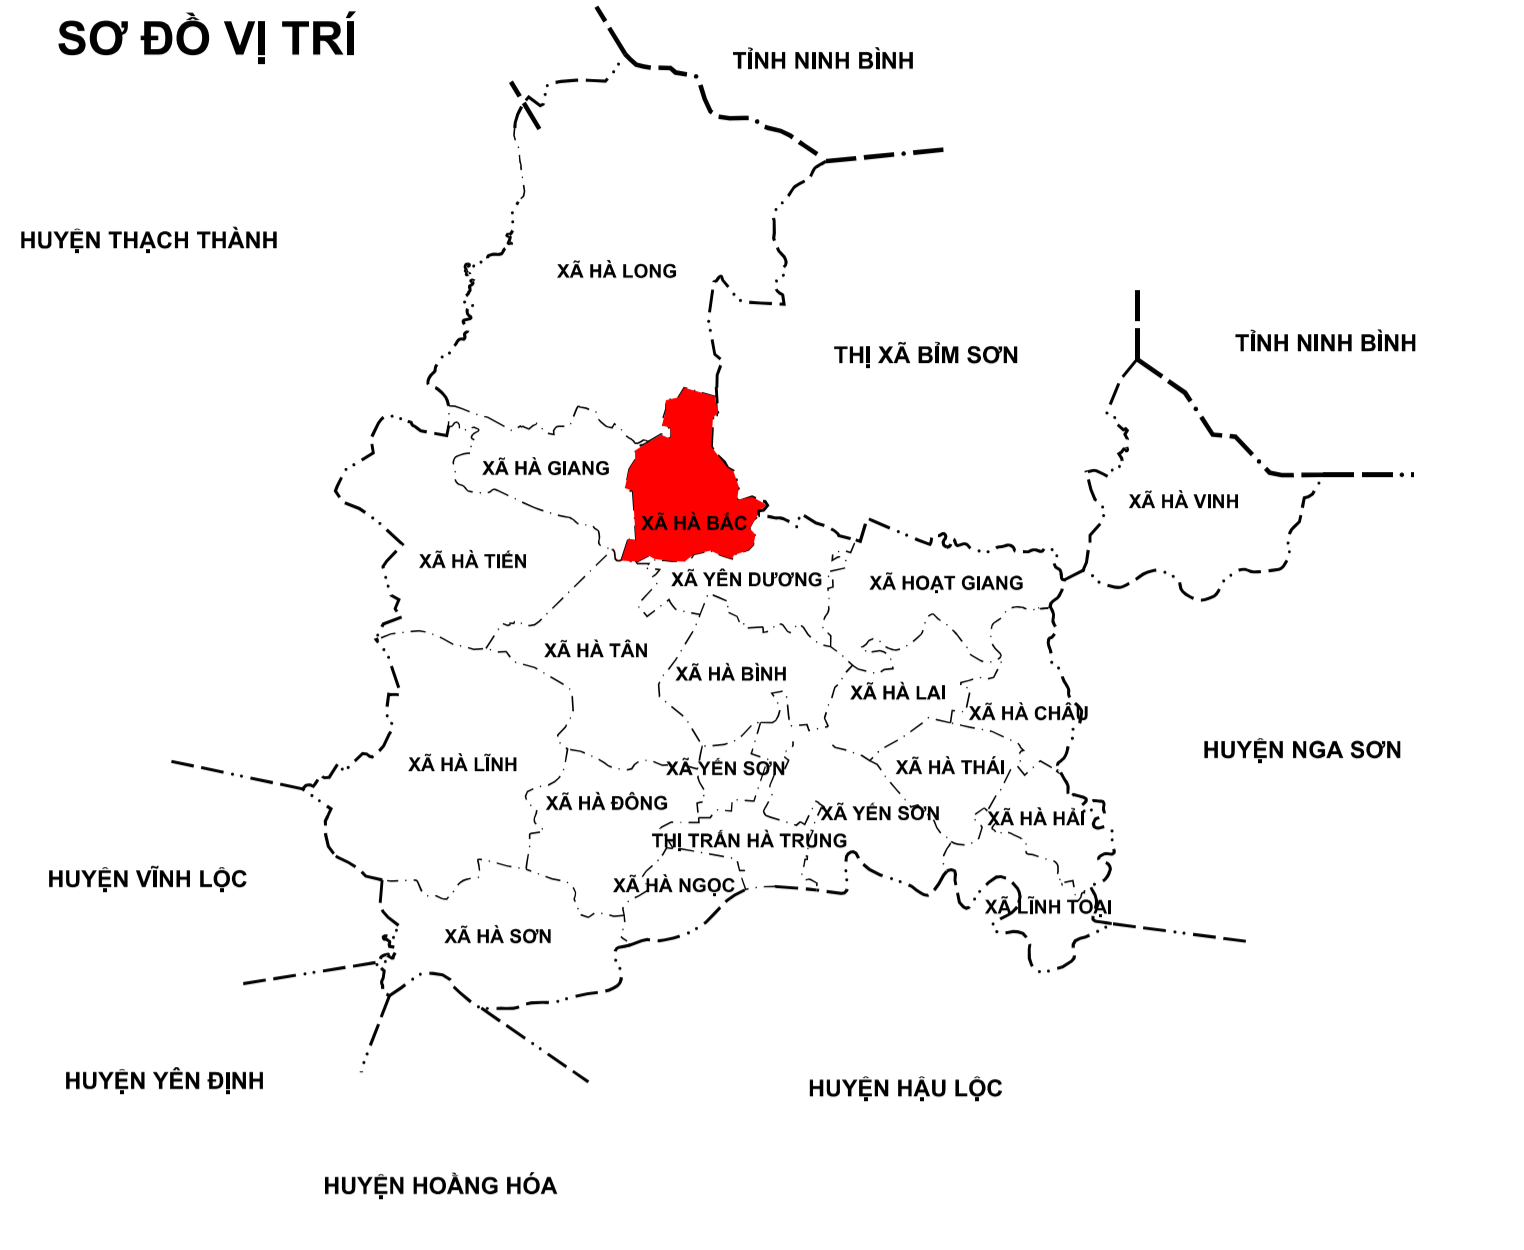 SƠ ĐỒ VỊ TRÍ
TỈNH NINH BÌNH
HUYỆN THẠCH THÀNH
XÃ HÀ LONG
THỊ XÃ BỈM SƠN
TỈNH NINH BÌNH
XÃ HÀ GIANG
XÃ HÀ VINH
XÃ HÀ BẮC
XÃ HÀ TIẾN
XÃ YÊN DƯƠNG
XÃ HOẠT GIANG
XÃ HÀ TÂN
XÃ HÀ BÌNH
XÃ HÀ LAI
XÃ HÀ CHÂU
HUYỆN NGA SƠN
XÃ HÀ LĨNH
XÃ YẾN SƠN
XÃ HÀ THÁI
XÃ HÀ ĐÔNG
XÃ YẾN SƠN
XÃ HÀ HẢI
THỊ TRẤN HÀ TRUNG
HUYỆN VĨNH LỘC
XÃ HÀ NGỌC
XÃ LĨNH TOẠI
XÃ HÀ SƠN
HUYỆN YÊN ĐỊNH
HUYỆN HẬU LỘC
HUYỆN HOẰNG HÓA